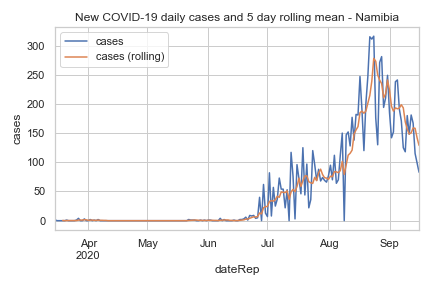 New COVID-19 daily cases and 5 day rolling mean - Namibia
cases
cases (rolling)
300
250
200
150
100
50
0
cases
Apr
2020
May
Jun
Jul
Aug
Sep
dateRep